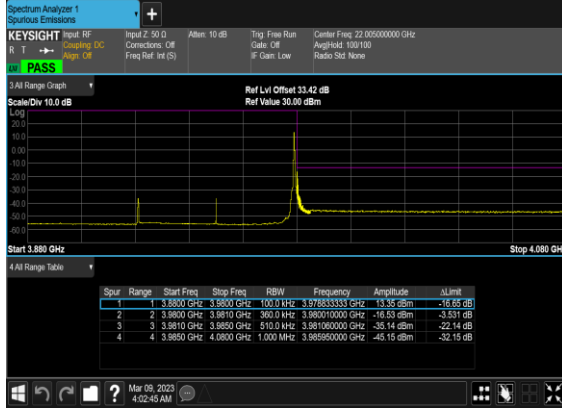 Spectrum Analyzer 1
Spurious Emissions
+
KEYSIGHT Input: RF Input Z: 50 Ω Atten: 10 dB Trig: Free Run Center Freq: 22.005000000 GHz
R T Coupling: DC Corrections: Off Gate: Off Avg|Hold: 100/100
Align: Off Freq Ref: Int (S) IF Gain: Low Radio Std: None
PASS
3 All Range Graph
Ref Lvl Offset 33.42 dB
Scale/Div 10.0 dB Ref Value 30.00 dBm
Log
20.0
10.0
0.00
-10.0
-20.0
-30.0
-40.0
-50.0
-60.0
Start 3.880 GHz Stop 4.080 GH
4 All Range Table
Spur Range Start Freq Stop Freq RBW Frequency Amplitude ΔLimit
1 1 3.8800 GHz 3.9800 GHz 100.0 kHz 3.978833333 GHz 13.35 dBm -16.65 dB
2 2 3.9800 GHz 3.9810 GHz 360.0 kHz 3.980010000 GHz -16.53 dBm -3.531 dB
3 3 3.9810 GHz 3.9850 GHz 510.0 kHz 3.981060000 GHz -35.14 dBm -22.14 dB
4 4 3.9850 GHz 4.0800 GHz 1.000 MHz 3.985950000 GHz -45.15 dBm -32.15 dB
? Mar 09, 2023
4:02:45 AM